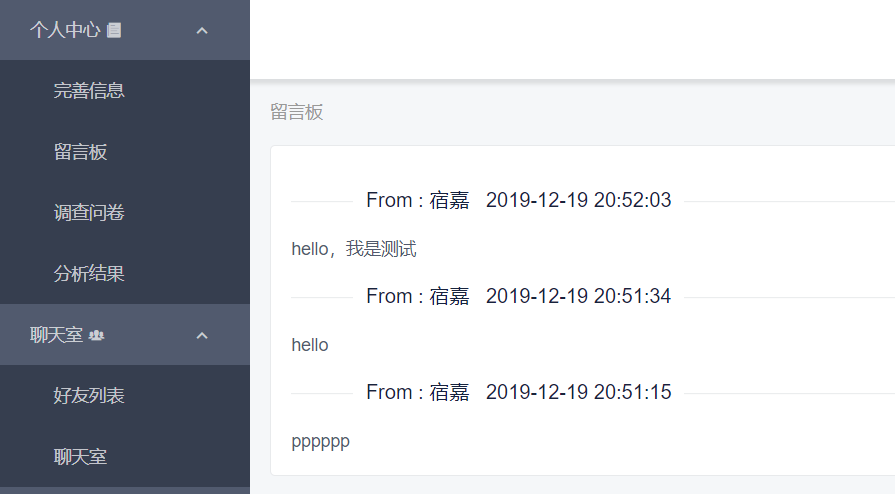 个人中心
完善信息
留言板
调查问卷
分析结果
聊天室
好友列表
聊天室
留言板
From : 宿嘉 2019-12-19 20:52:03
hello，我是测试
From : 宿嘉 2019-12-19 20:51:34
hello
From : 宿嘉 2019-12-19 20:51:15
pppppp